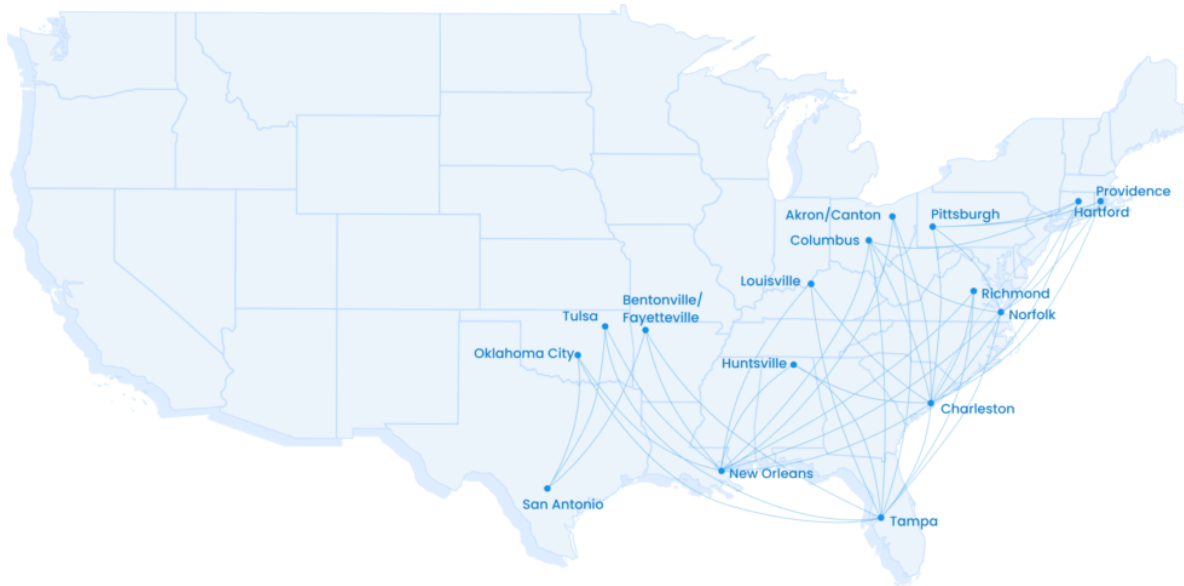 Providence
Hartford
Akron/Canton
Pittsburgh
Columbus
Louisville
Richmond
Bentonville/
Fayetteville
Tulsa
Norfolk
Oklahoma City
Huntsville
Charleston
New Orleans
San Antonio
Tampa